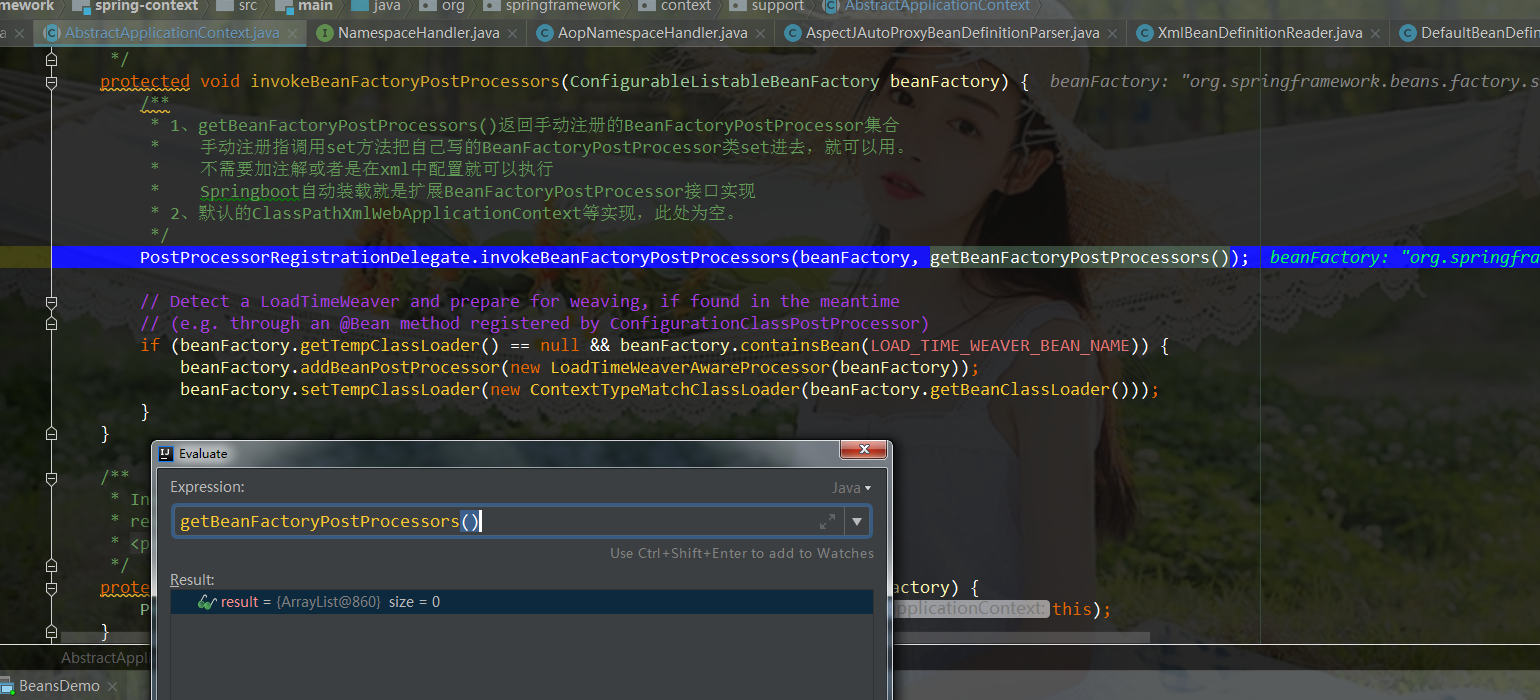 mework spring-context src main java org springframework context support AbstractApplicationContext
a AbstractApplicationContext.java NamespaceHandler.java AopNamespaceHandler.java AspectJAutoProxyBeanDefinitionParser.java XmlBeanDefinitionReader.java DefaultBeanDefin
*/
protected void invokeBeanFactoryPostProcessors(ConfigurableListableBeanFactory beanFactory) { beanFactory: "org.springframework.beans.factory.s
/**
* 1、getBeanFactoryPostProcessors()返回手动注册的BeanFactoryPostProcessor集合
* 手动注册指调用set方法把自己写的BeanFactoryPostProcessor类set进去，就可以用。
* 不需要加注解或者是在xml中配置就可以执行
* Springboot自动装载就是扩展BeanFactoryPostProcessor接口实现
* 2、默认的ClassPathXmlWebApplicationContext等实现，此处为空。
*/
PostProcessorRegistrationDelegate.invokeBeanFactoryPostProcessors(beanFactory, getBeanFactoryPostProcessors()); beanFactory: "org.springfra
// Detect a LoadTimeWeaver and prepare for weaving, if found in the meantime
// (e.g. through an @Bean method registered by ConfigurationClassPostProcessor)
if (beanFactory.getTempClassLoader() == null && beanFactory.containsBean(LOAD_TIME_WEAVER_BEAN_NAME)) {
beanFactory.addBeanPostProcessor(new LoadTimeWeaverAwareProcessor(beanFactory));
beanFactory.setTempClassLoader(new ContextTypeMatchClassLoader(beanFactory.getBeanClassLoader()));
}
}
Evaluate
/**
Expression: Java
* In
* re
getBeanFactoryPostProcessors()
* <p
Use Ctrl+Shift+Enter to add to Watches
*/
Result:
prote actory) {
result = {ArrayList@860} size = 0
P pplicationContext: this);
}
AbstractAppl
BeansDemo